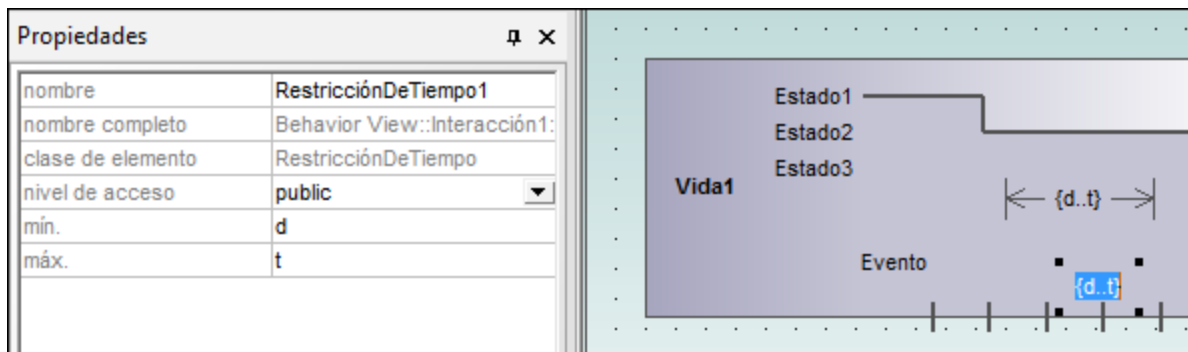 Propiedades
nombre RestricciónDeTiempo1
nombre completo Behavior View::Interacción1:
clase de elemento RestricciónDeTiempo
nivel de acceso public
mín. d
máx. t
Estado1
Estado2
Estado3
Vida1
{d..t}
Evento
{d..t}